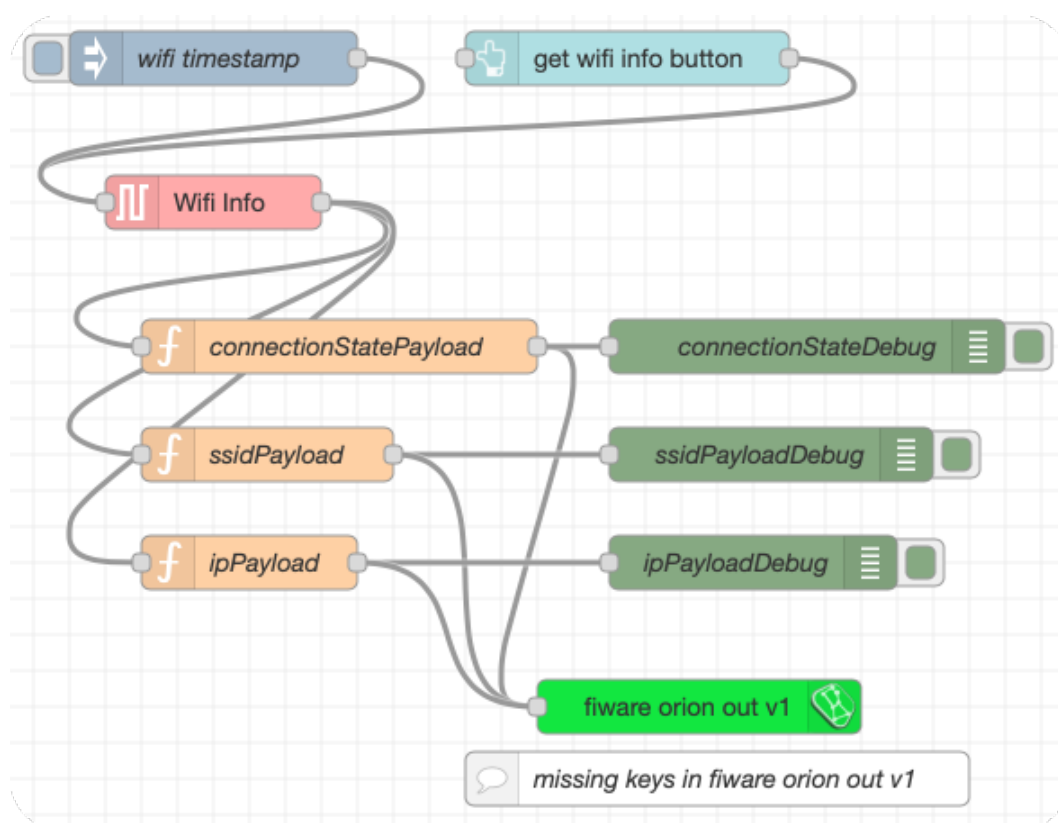 wifi timestamp
get wifi info button
Wifi Info
connectionStatePayload
connectionStateDebug
ssidPayload
ssidPayloadDebug
ipPayload
ipPayloadDebug
fiware orion out v1
missing keys in fiware orion out v1